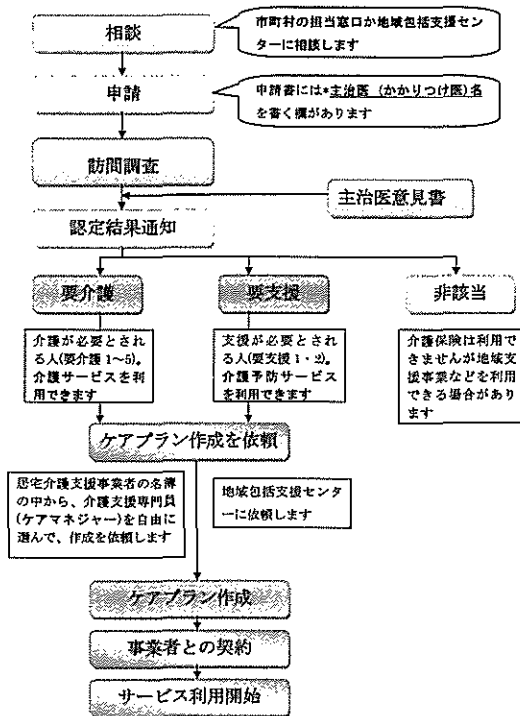 相談
市町村の担当窓口か地域包括支援セン
ターに相談します
申請
申請書には*主治医（かかりつけ医）名
を書く欄があります
訪問調査
主治医意見書
認定結果通知
要介護
要支援
非該当
介護が必要とされ
る人(要介護1～5)。
介護サービスを利
用できます
支援が必要とされ
る人(要支援1・2)。
介護予防サービス
を利用できます
介護保険は利用で
きませんが地域支
援事業などを利用
できる場合があり
ます
ケアプラン作成を依頼
居宅介護支援事業者の名簿
の中から、介護支援専門員
(ケアマネジャー)を自由に
選んで、作成を依頼します
地域包括支援センタ
ーに依頼します
ケアプラン作成
事業者との契約
サービス利用開始